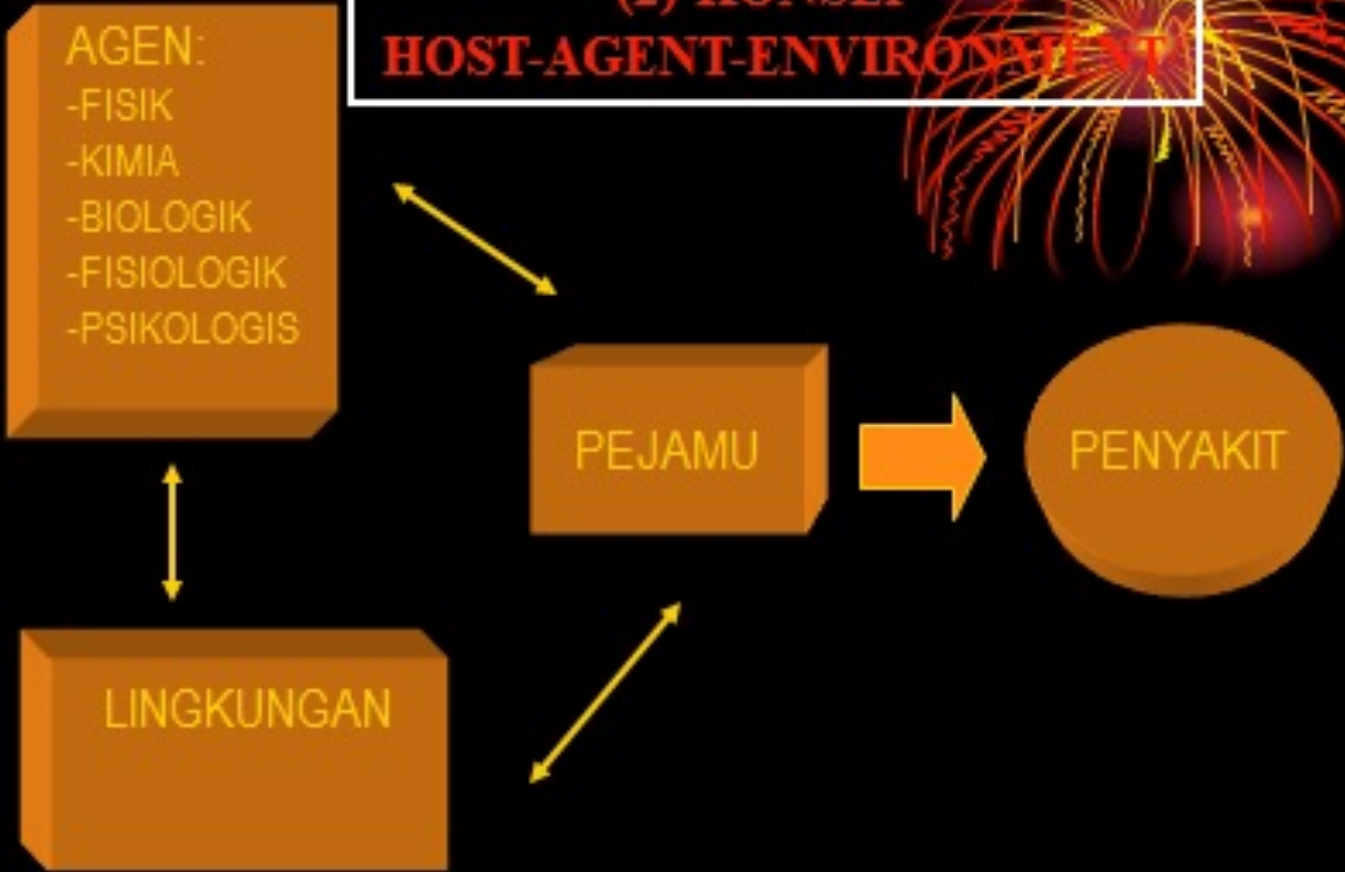 HOST-AGENT-ENVIRONMENT
AGEN:
-FISIK
-KIMIA
-BIOLOGIK
-FISIOLOGIK
-PSIKOLOGIS
PEJAMU
PENYAKIT
LINGKUNGAN